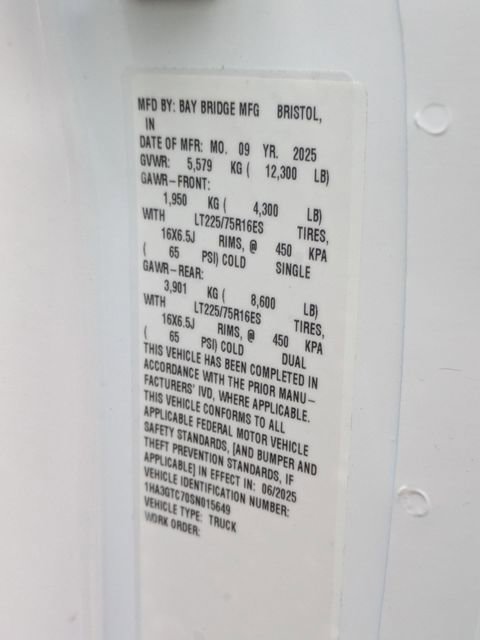 MFD BY: BAY BRIDGE MFG BRISTOL,
IN
DATE OF MFR: MO. 09 YR. 2025
GVWR: 5,579 KG ( 12,300 LB)
GAWR-FRONT:
1,950 KG ( 4,300 LB)
WITH LT225/75R16ES TIRES,
16X6.5J RIMS, @ 450 KPA
( 65 PSI) COLD SINGLE
GAWR-REAR:
3,901 KG ( 8,600 LB)
WITH LT225/75R16ES TIRES,
16X6.5J RIMS, @ 450 KPA
( 65 PSI) COLD DUAL
THIS VEHICLE HAS BEEN COMPLETED IN
ACCORDANCE WITH THE PRIOR MANU-
FACTURERS' IVD, WHERE APPLICABLE.
THIS VEHICLE CONFORMS TO ALL
APPLICABLE FEDERAL MOTOR VEHICLE
SAFETY STANDARDS, [AND BUMPER AND
THEFT PREVENTION STANDARDS, IF
APPLICABLE] IN EFFECT IN: 06/2025
VEHICLE IDENTIFICATION NUMBER:
1HA3GTC70SN015649
VEHICLE TYPE: TRUCK
WORK ORDER: